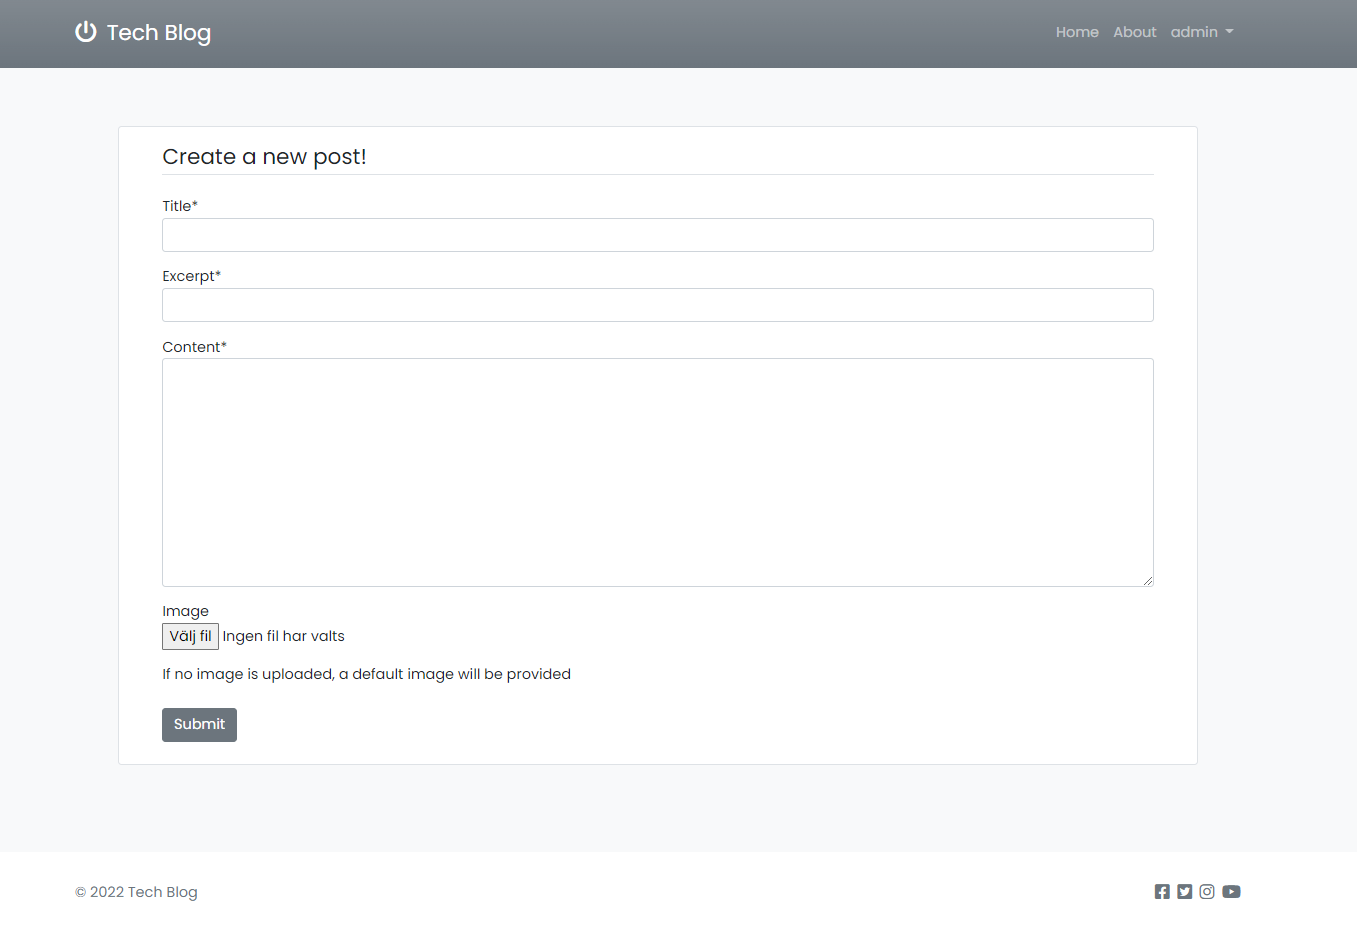 Tech Blog
Home About admin
Create a new post!
Title*
Excerpt*
Content*
Image
Välj fil Ingen fil har valts
If no image is uploaded, a default image will be provided
Submit
© 2022 Tech Blog